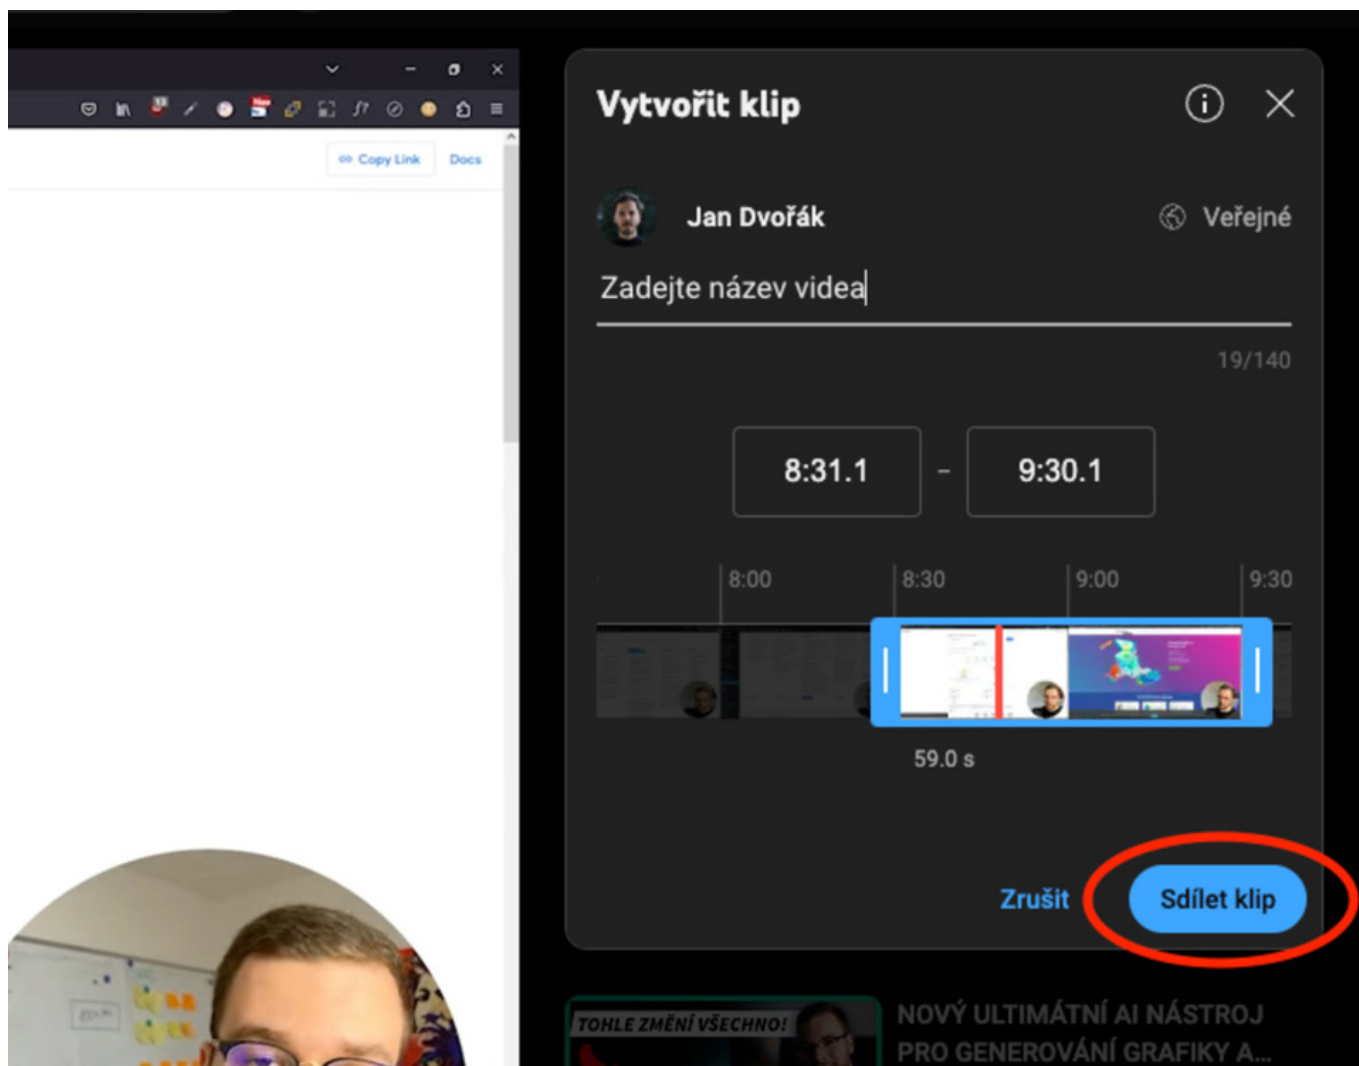 Copy Link
Docs
Vytvořit klip
Jan Dvořák
Veřejné
Zadejte název videa
19/140
8:31.1 - 9:30.1
8:00 8:30 9:00 9:30
59.0 s
Zrušit
Sdílet klip
TOHLE ZMĚNÍ VŠECHNO!
NOVÝ ULTIMÁTNÍ AI NÁSTROJ
PRO GENEROVÁNÍ GRAFIKY A...